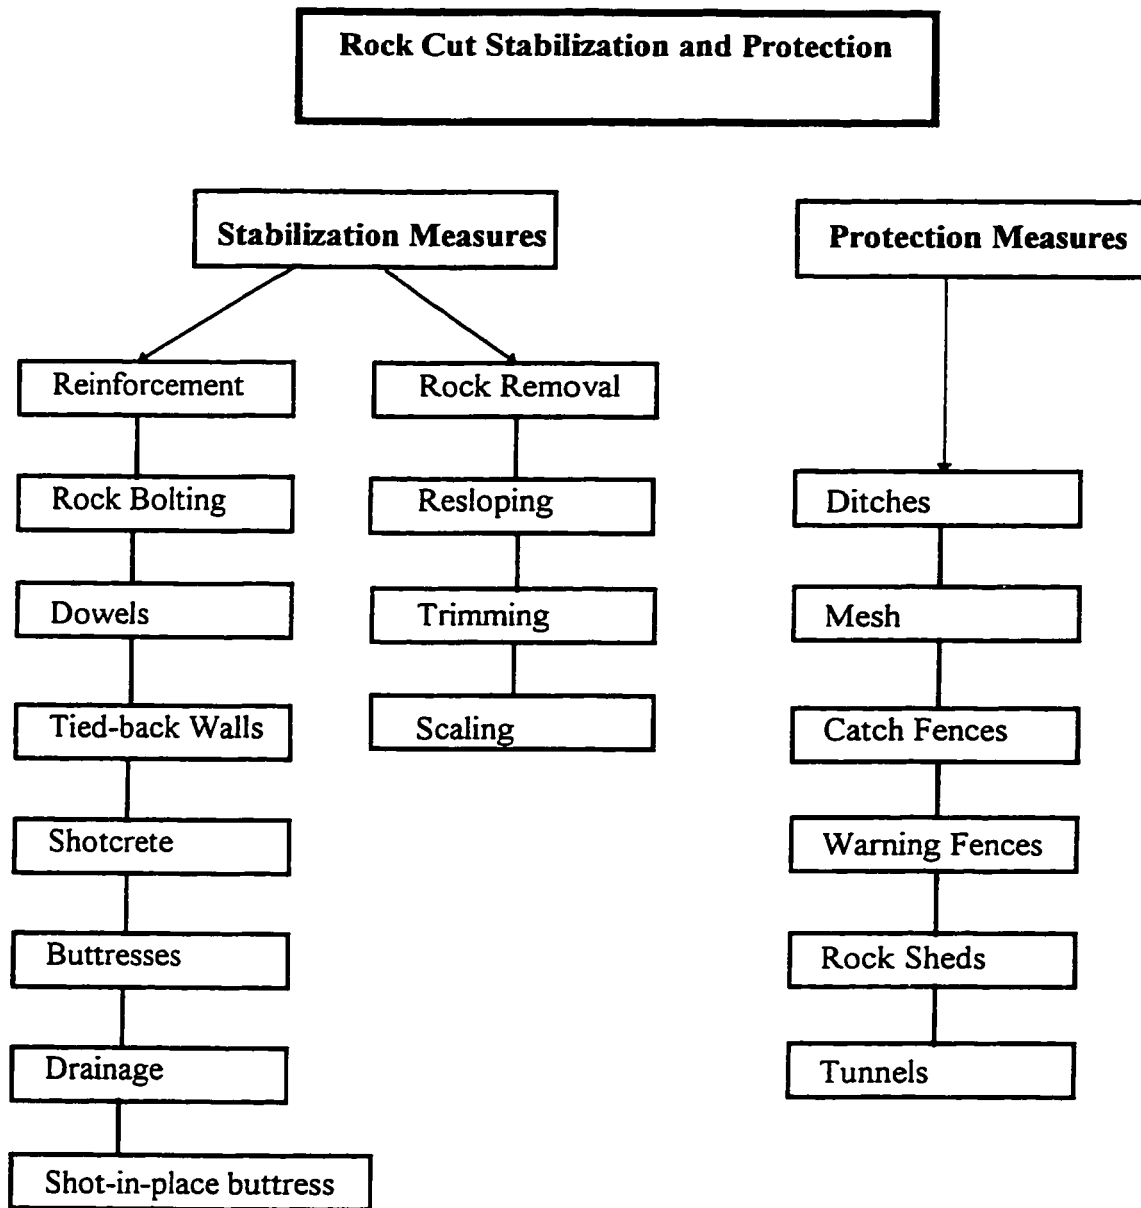 Rock Cut Stabilization and Protection
Stabilization Measures
Protection Measures
Reinforcement
Rock Removal
Rock Bolting
Resloping
Ditches
Dowels
Trimming
Mesh
Tied-back Walls
Scaling
Catch Fences
Shotcrete
Warning Fences
Buttresses
Rock Sheds
Drainage
Tunnels
Shot-in-place buttress